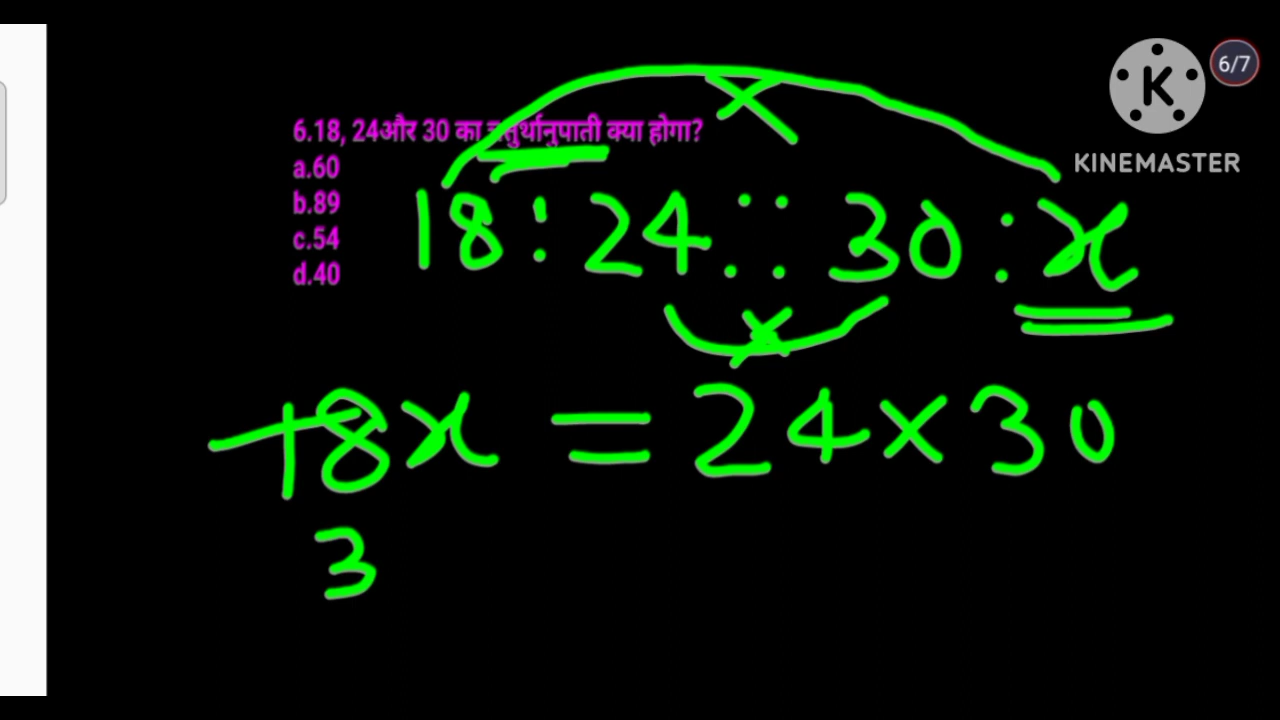 6/7
KINEMASTER
6.18, 24और 30 का चतुर्थानुपाती क्या होगा?
a.60
b.89
c.54
d.40
18 : 24 :: 30 : x
18x = 24 × 30
3